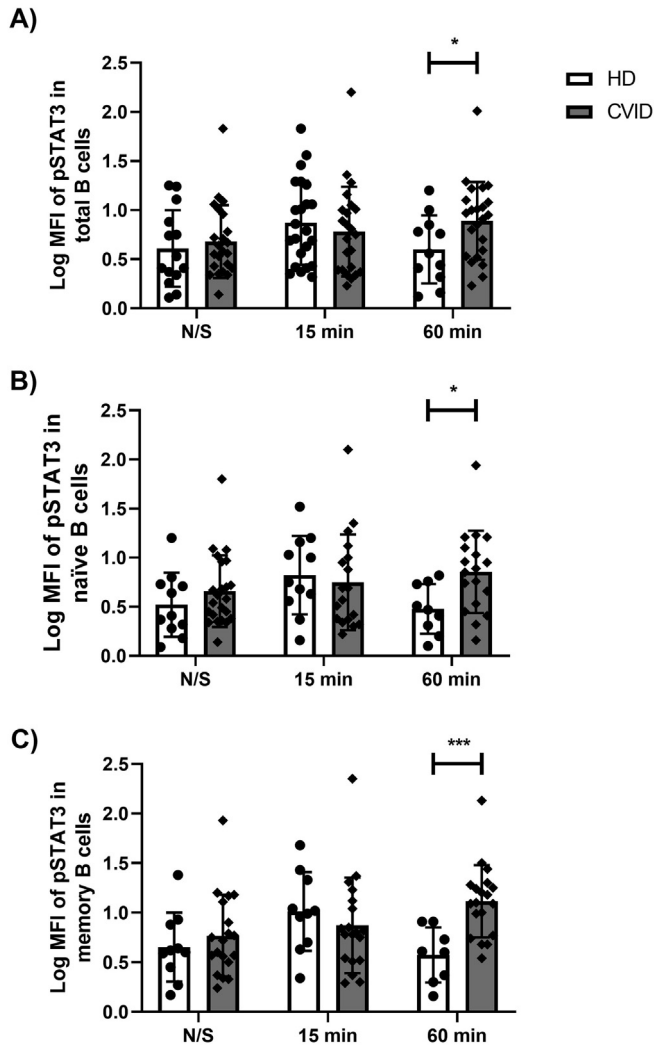 A)
Log MFI of pSTAT3 in
total B cells
2.5
2.0
1.5
1.0
0.5
0.0
*
N/S
15 min
60 min
HD
CVID
B)
Log MFI of pSTAT3 in
naïve B cells
2.5
2.0
1.5
1.0
0.5
0.0
*
N/S
15 min
60 min
C)
Log MFI of pSTAT3 in
memory B cells
2.5
2.0
1.5
1.0
0.5
0.0
***
N/S
15 min
60 min